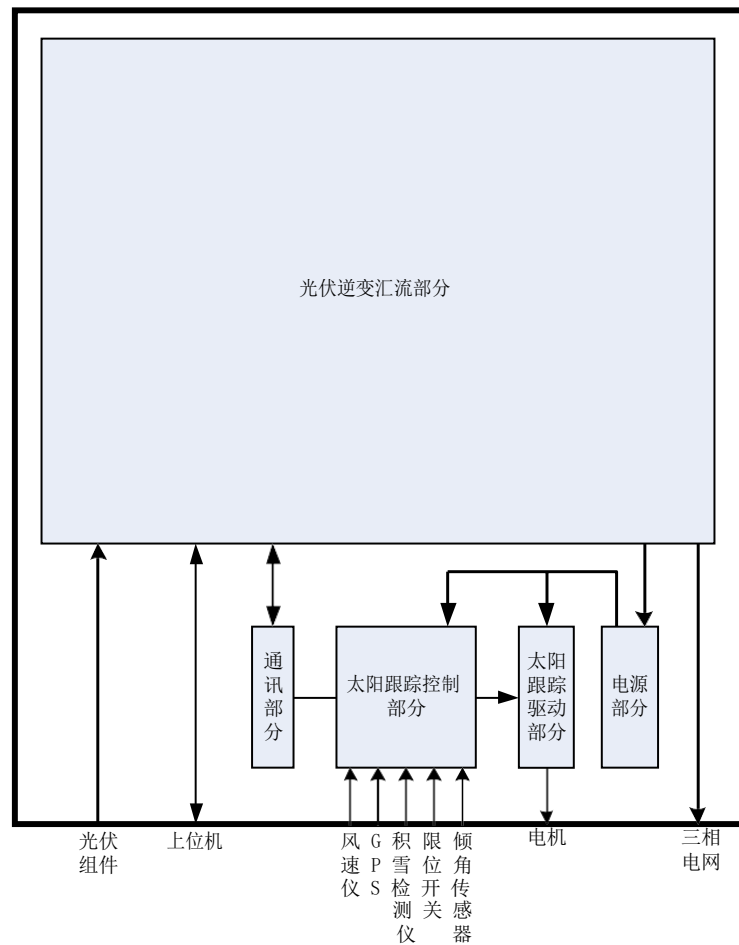 光伏逆变汇流部分
通讯部分
太阳跟踪控制
部分
太阳
跟踪
驱动
部分
电源
部分
光伏
组件
上位机
风速仪
GPS
积雪检测仪
限位开关
倾角传感器
电机
三相
电网